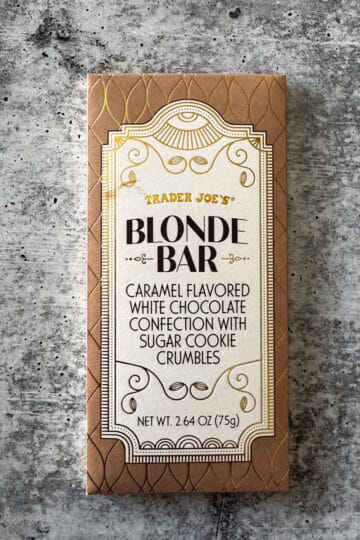 TRADER JOE'S®
BLONDE
BAR
CARAMEL FLAVORED
WHITE CHOCOLATE
CONFECTION WITH
SUGAR COOKIE
CRUMBLES
NET WT. 2.64 OZ (75g)